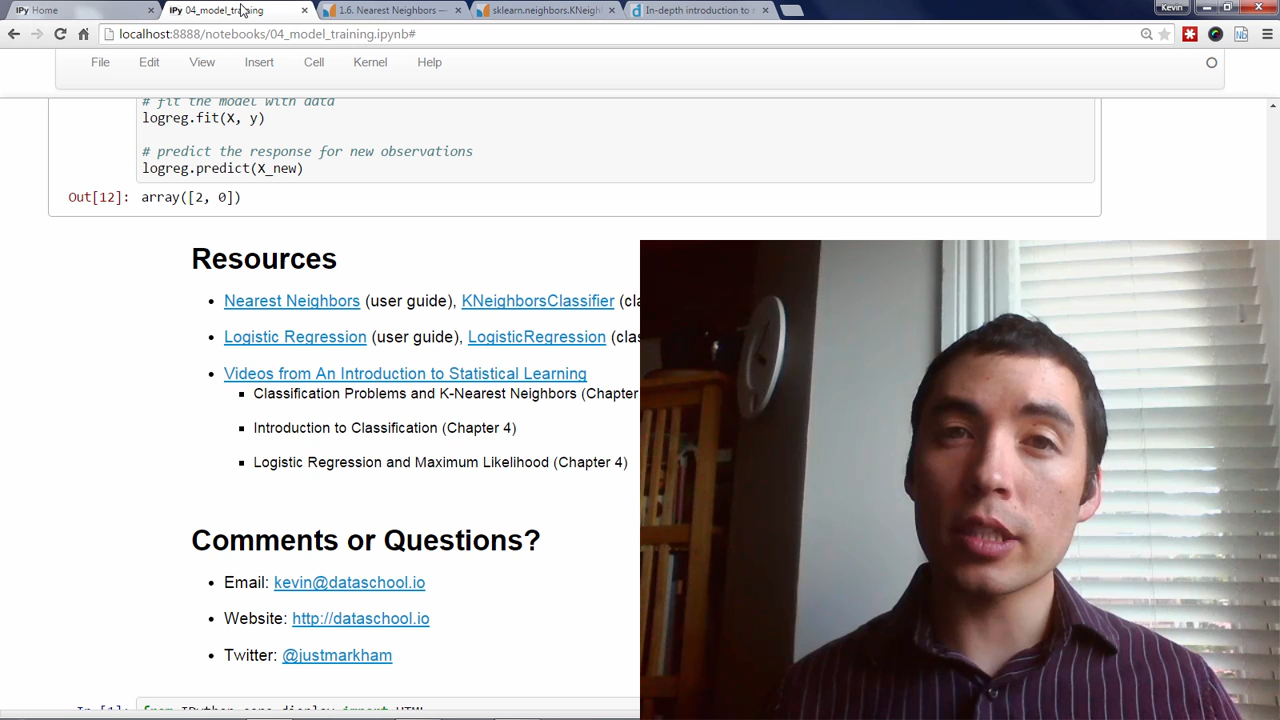 IPy Home
IPy 04_model_training
1.6. Nearest Neighbors —
sklearn.neighbors.KNeigh
In-depth introduction to
Kevin
localhost:8888/notebooks/04_model_training.ipynb#
File Edit View Insert Cell Kernel Help
# fit the model with data
logreg.fit(X, y)
# predict the response for new observations
logreg.predict(X_new)
Out[12]: array([2, 0])
Resources
• Nearest Neighbors (user guide), KNeighborsClassifier (cla
• Logistic Regression (user guide), LogisticRegression (clas
• Videos from An Introduction to Statistical Learning
▪ Classification Problems and K-Nearest Neighbors (Chapter
▪ Introduction to Classification (Chapter 4)
▪ Logistic Regression and Maximum Likelihood (Chapter 4)
Comments or Questions?
• Email: kevin@dataschool.io
• Website: http://dataschool.io
• Twitter: @justmarkham